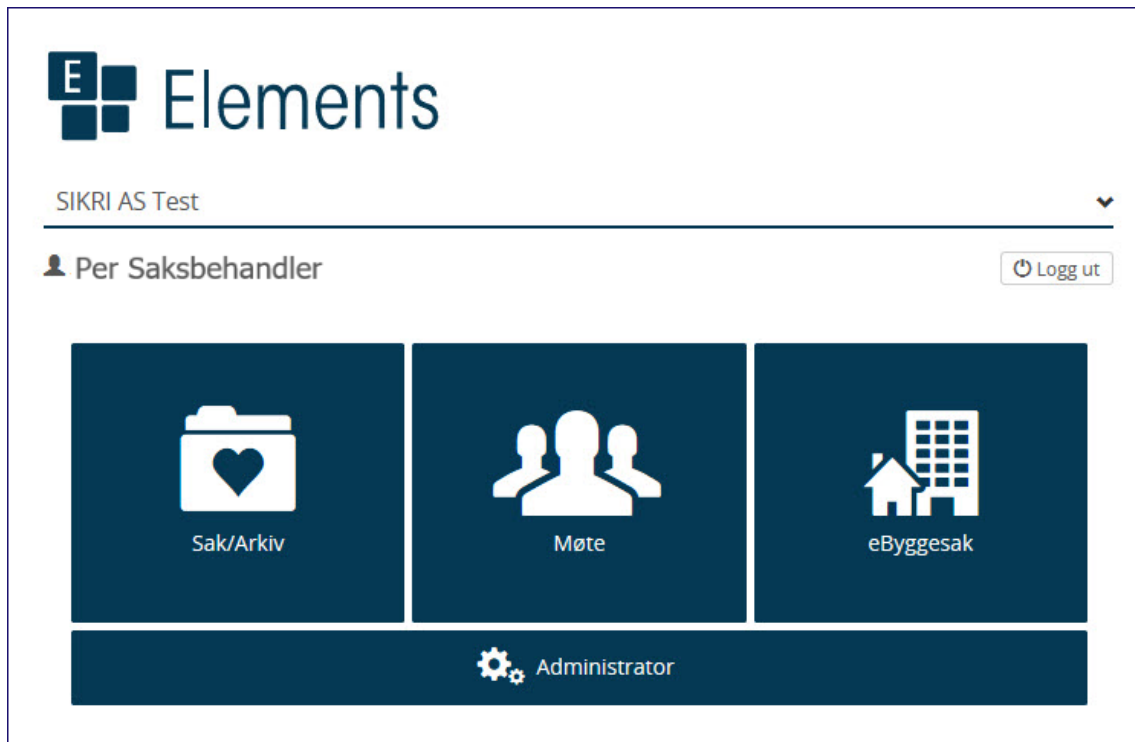 E Elements
SIKRI AS Test
Per Saksbehandler
Logg ut
Sak/Arkiv
Møte
eByggesak
Administrator